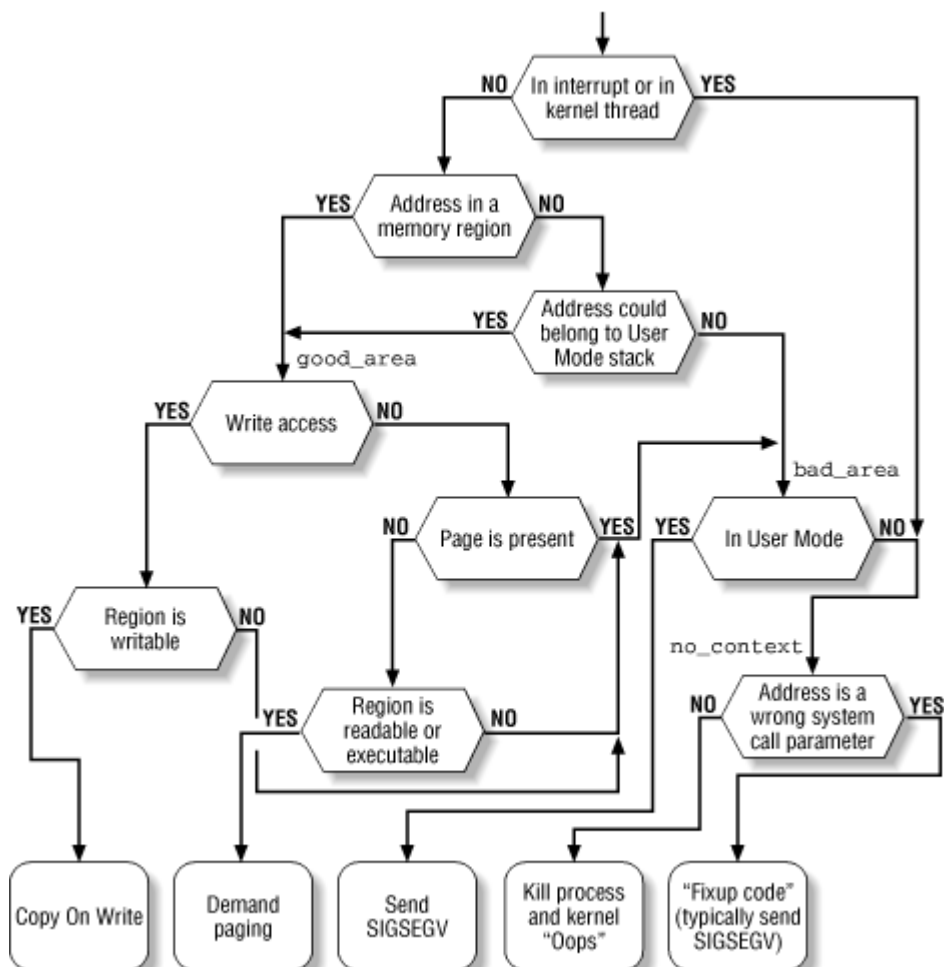 NO
In interrupt or in
kernel thread
YES
YES
Address in a
memory region
NO
YES
Address could
belong to User
Mode stack
NO
good_area
YES
Write access
NO
bad_area
NO
Page is present
YES
YES
In User Mode
NO
YES
Region is
writable
NO
no_context
YES
Region is
readable or
executable
NO
NO
Address is a
wrong system
call parameter
YES
Copy On Write
Demand
paging
Send
SIGSEGV
Kill process
and kernel
“Oops”
“Fixup code”
(typically send
SIGSEGV)